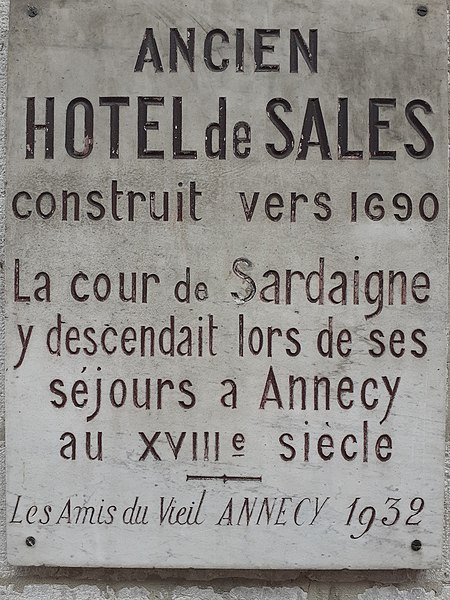 ANCIEN
HOTEL de SALES
construit vers 1690
La cour de Sardaigne
y descendait lors de ses
séjours a Annecy
au XVIIIe siècle
Les Amis du Vieil ANNECY 1932